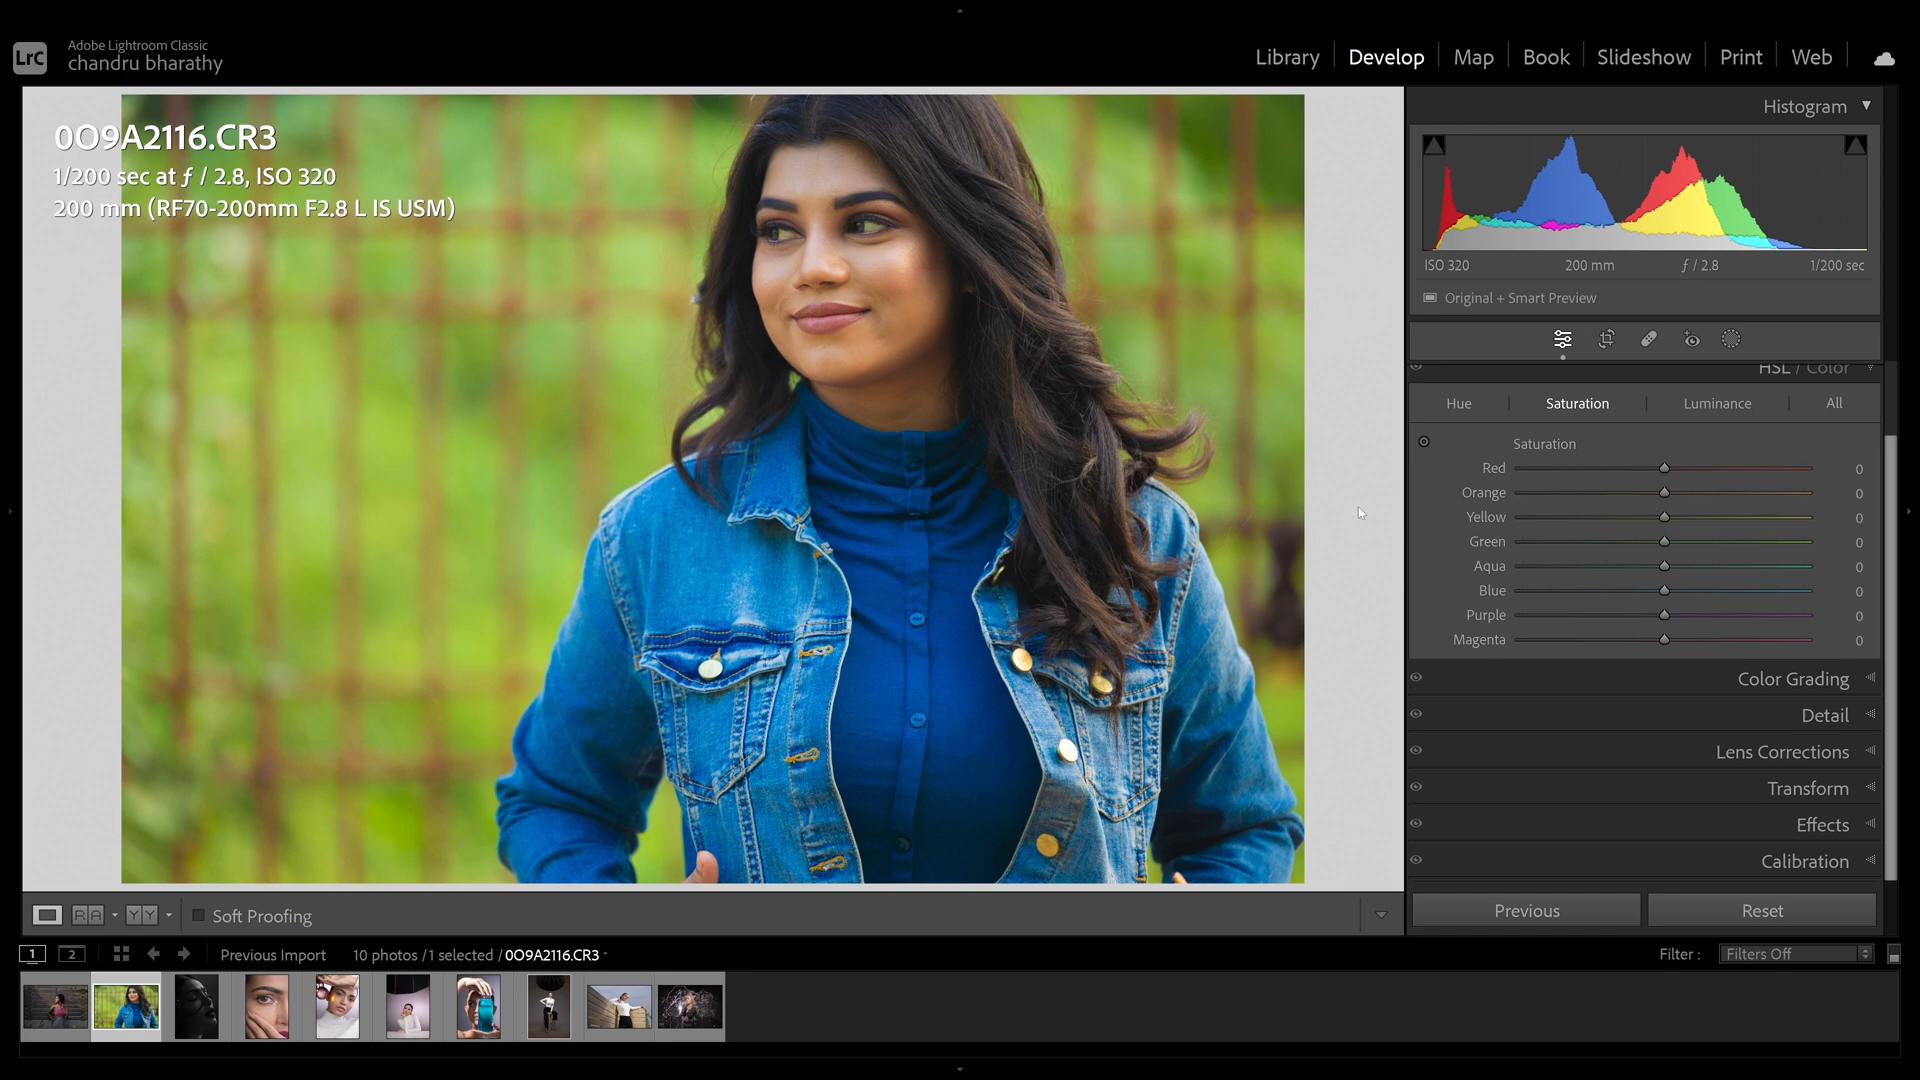 Adobe Lightroom Classic
LrC
chandru bharathy
Library
Develop
Map
Book
Slideshow
Print
Web
0O9A2116.CR3
1/200 sec at ƒ / 2.8, ISO 320
200 mm (RF70-200mm F2.8 L IS USM)
Histogram
ISO 320
200 mm
ƒ / 2.8
1/200 sec
Original + Smart Preview
HSL / Color
Hue
Saturation
Luminance
All
Saturation
Red 0
Orange 0
Yellow 0
Green 0
Aqua 0
Blue 0
Purple 0
Magenta 0
Color Grading
Detail
Lens Corrections
Transform
Effects
Calibration
Previous
Reset
R A
Y Y
Soft Proofing
1
2
Previous Import
10 photos / 1 selected / 0O9A2116.CR3
Filter :
Filters Off